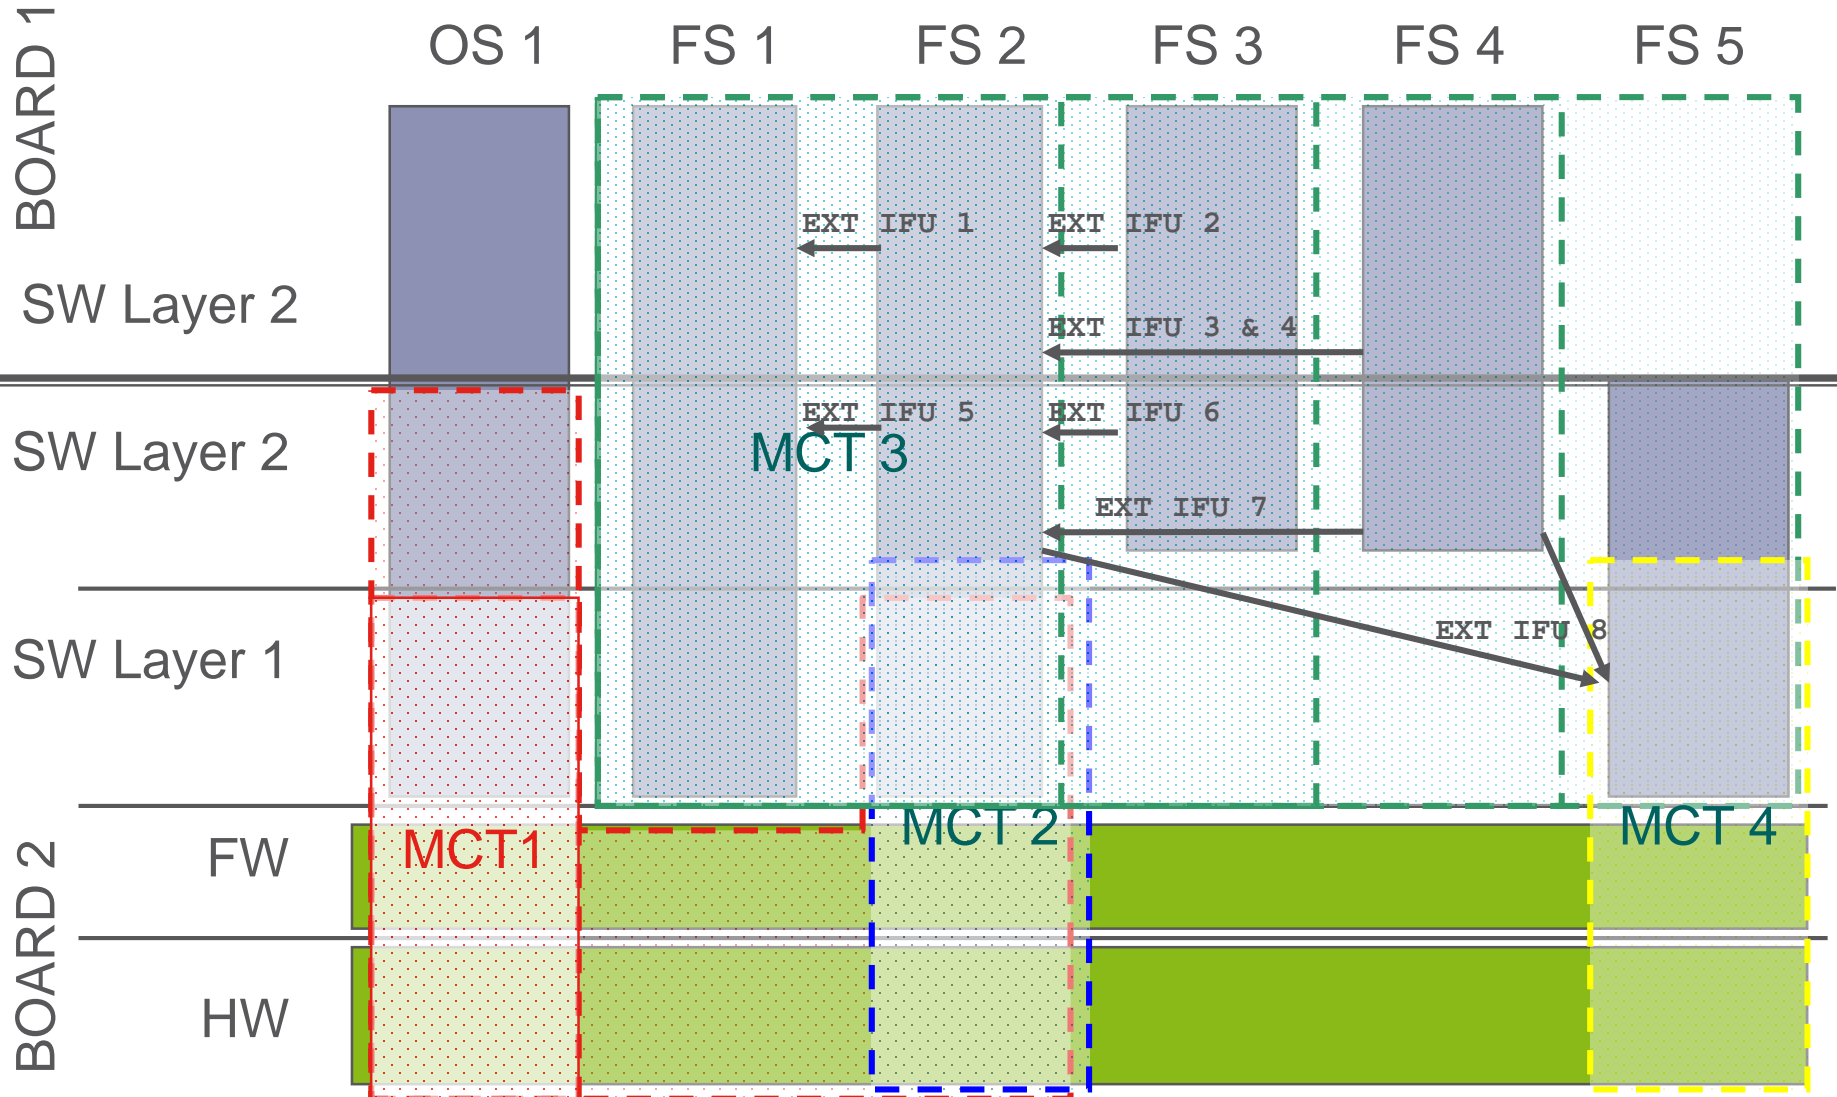 BOARD 1
OS 1
FS 1
FS 2
FS 3
FS 4
FS 5
EXT IFU 1
EXT IFU 2
SW Layer 2
EXT IFU 3 & 4
EXT IFU 5
EXT IFU 6
SW Layer 2
MCT 3
EXT IFU 7
EXT IFU 8
SW Layer 1
BOARD 2
FW
MCT1
MCT 2
MCT 4
HW